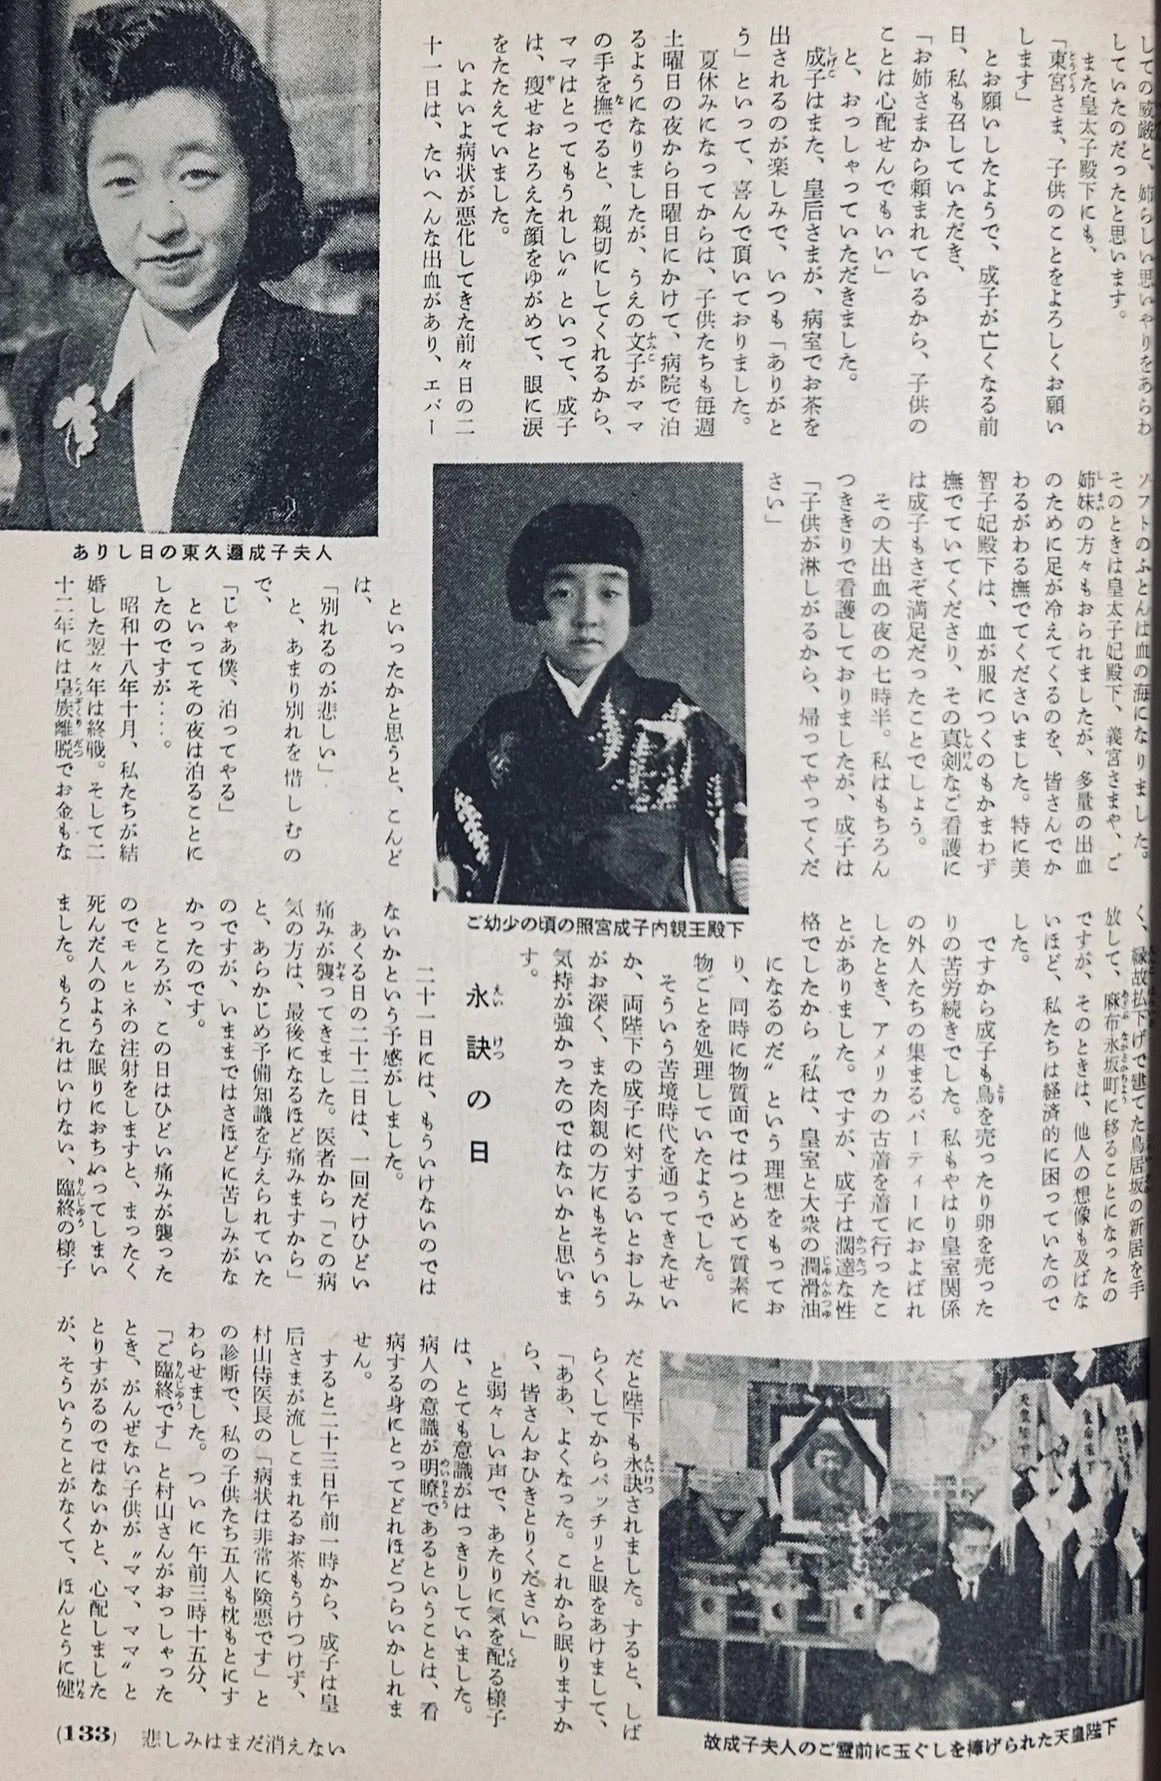 しての威厳と、姉らしい思いやりをあらわ
していたのだったと思います。
また皇太子殿下にも、
「東宮さま、子供のことをよろしくお願い
します」
とお願いしたようで、成子が亡くなる前
日、私も召していただき、
「お姉さまから頼まれているから、子供の
ことは心配せんでもいい」
と、おっしゃっていただきました。
成子はまた、皇后さまが、病室でお茶を
出されるのが楽しみで、いつも「ありがと
う」といって、喜んで頂いておりました。
夏休みになってからは、子供たちも毎週
土曜日の夜から日曜日にかけて、病院で泊
るようになりましたが、うえの文子がママ
の手を撫でると、〝親切にしてくれるから、
ママはとってもうれしい〟といって、成子
は、痩せおとろえた顔をゆがめて、眼に涙
をたたえていました。
いよいよ病状が悪化してきた前々日の二
十一日は、たいへんな出血があり、エバー
ソフトのふとんは血の海になりました。
そのときは皇太子妃殿下、義宮さまや、ご
姉妹の方々もおられましたが、多量の出血
のために足が冷えてくるのを、皆さんでか
わるがわる撫でてくださいました。特に美
智子妃殿下は、血が服につくのもかまわず
撫でていてくださり、その真剣なご看護に
は成子もさぞ満足だったことでしょう。
その大出血の夜の七時半。私はもちろん
つききりで看護しておりましたが、成子は
「子供が淋しがるから、帰ってやってくだ
さい」
といったかと思うと、こんど
は、
「別れるのが悲しい」
と、あまり別れを惜しむの
で、
「じゃあ僕、泊ってやる」
といってその夜は泊ることに
したのですが……。
昭和十八年十月、私たちが結
婚した翌々年は終戦。そして二
十二年には皇族離脱でお金もな
く、縁故払下げで建てた鳥居坂の新居を手
放して、麻布永坂町に移ることになったの
ですが、そのときは、他人の想像も及ばな
いほど、私たちは経済的に困っていたので
した。
ですから成子も鳥を売ったり卵を売った
りの苦労続きでした。私もやはり皇室関係
の外人たちの集まるパーティーにおよばれ
したとき、アメリカの古着を着て行ったこ
とがありました。ですが、成子は濶達な性
格でしたから〝私は、皇室と大衆の潤滑油
になるのだ〟という理想をもってお
り、同時に物質面ではつとめて質素に
物ごとを処理していたようでした。
そういう苦境時代を通ってきたせい
か、両陛下の成子に対するいとおしみ
がお深く、また肉親の方にもそういう
気持が強かったのではないかと思いま
す。
永訣の日
二十一日には、もういけないのでは
ないかという予感がしました。
あくる日の二十二日は、一回だけひどい
痛みが襲ってきました。医者から「この病
気の方は、最後になるほど痛みますから」
と、あらかじめ予備知識を与えられていた
のですが、いままではさほどに苦しみがな
かったのです。
ところが、この日はひどい痛みが襲った
のでモルヒネの注射をしますと、まったく
死んだ人のような眠りにおちいってしまい
ました。もうこれはいけない、臨終の様子
だと陛下も永訣されました。すると、しば
らくしてからパッチリと眼をあけまして、
「ああ、よくなった。これから眠りますか
ら、皆さんおひきとりください」
と弱々しい声で、あたりに気を配る様子
は、とても意識がはっきりしていました。
病人の意識が明瞭であるということは、看
病する身にとってどれほどつらいかしれま
せん。
すると二十三日午前一時から、成子は皇
后さまが流しこまれるお茶もうけつけず、
村山侍医長の「病状は非常に険悪です」と
の診断で、私の子供たち五人も枕もとにす
わらせました。ついに午前三時十五分、
「ご臨終です」と村山さんがおっしゃった
とき、がんぜない子供が〝ママ、ママ〟と
とりすがるのではないかと、心配しました
が、そういうことがなくて、ほんとうに健
ありし日の東久邇成子夫人
ご幼少の頃の照宮成子内親王殿下
故成子夫人のご霊前に玉ぐしを捧げられた天皇陛下
天皇陛下
皇后陛下
(133) 悲しみはまだ消えない